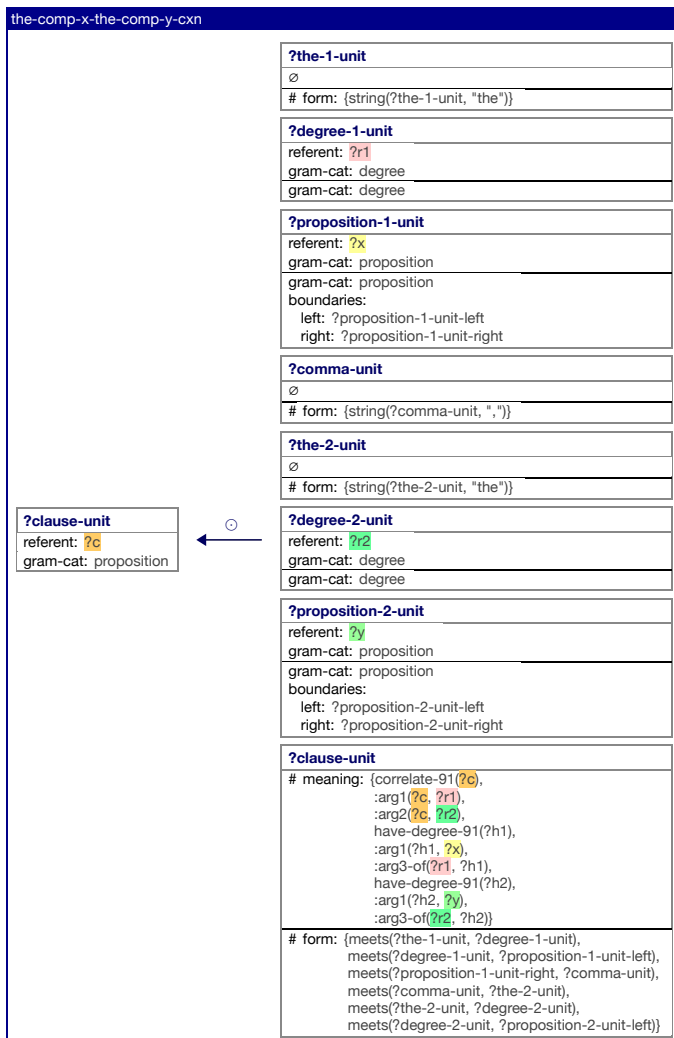 the-comp-x-the-comp-y-cxn
?the-1-unit
∅
# form: {string(?the-1-unit, "the")}
?degree-1-unit
referent: ?r1
gram-cat: degree
gram-cat: degree
?proposition-1-unit
referent: ?x
gram-cat: proposition
gram-cat: proposition
boundaries:
left: ?proposition-1-unit-left
right: ?proposition-1-unit-right
?comma-unit
∅
# form: {string(?comma-unit, ",")}
?the-2-unit
∅
# form: {string(?the-2-unit, "the")}
?clause-unit
referent: ?c
gram-cat: proposition
?degree-2-unit
referent: ?r2
gram-cat: degree
gram-cat: degree
?proposition-2-unit
referent: ?y
gram-cat: proposition
gram-cat: proposition
boundaries:
left: ?proposition-2-unit-left
right: ?proposition-2-unit-right
?clause-unit
# meaning: {correlate-91(?c),
:arg1(?c, ?r1),
:arg2(?c, ?r2),
have-degree-91(?h1),
:arg1(?h1, ?x),
:arg3-of(?r1, ?h1),
have-degree-91(?h2),
:arg1(?h2, ?y),
:arg3-of(?r2, ?h2)}
# form: {meets(?the-1-unit, ?degree-1-unit),
meets(?degree-1-unit, ?proposition-1-unit-left),
meets(?proposition-1-unit-right, ?comma-unit),
meets(?comma-unit, ?the-2-unit),
meets(?the-2-unit, ?degree-2-unit),
meets(?degree-2-unit, ?proposition-2-unit-left)}